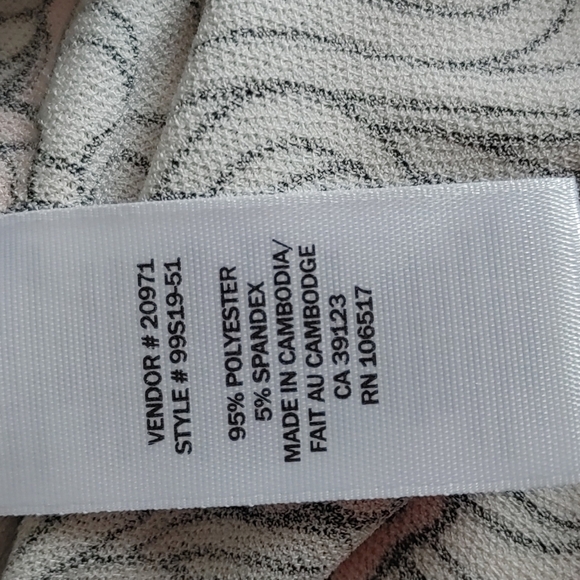 VENDOR # 20971
STYLE # 99S19-51
95% POLYESTER
5% SPANDEX
MADE IN CAMBODIA/
FAIT AU CAMBODGE
CA 39123
RN 106517